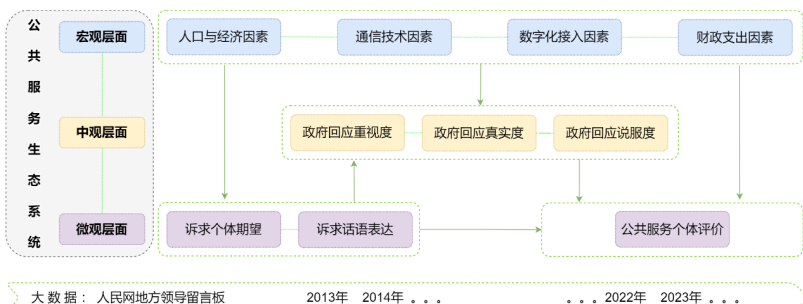 公共服务生态系统
宏观层面
人口与经济因素 通信技术因素 数字化接入因素 财政支出因素
中观层面
政府回应重视度 政府回应真实度 政府回应说服度
微观层面
诉求个体期望 诉求话语表达 公共服务个体评价
大数据：人民网地方领导留言板 2013年 2014年 。。。 。。。2022年 2023年 。。。